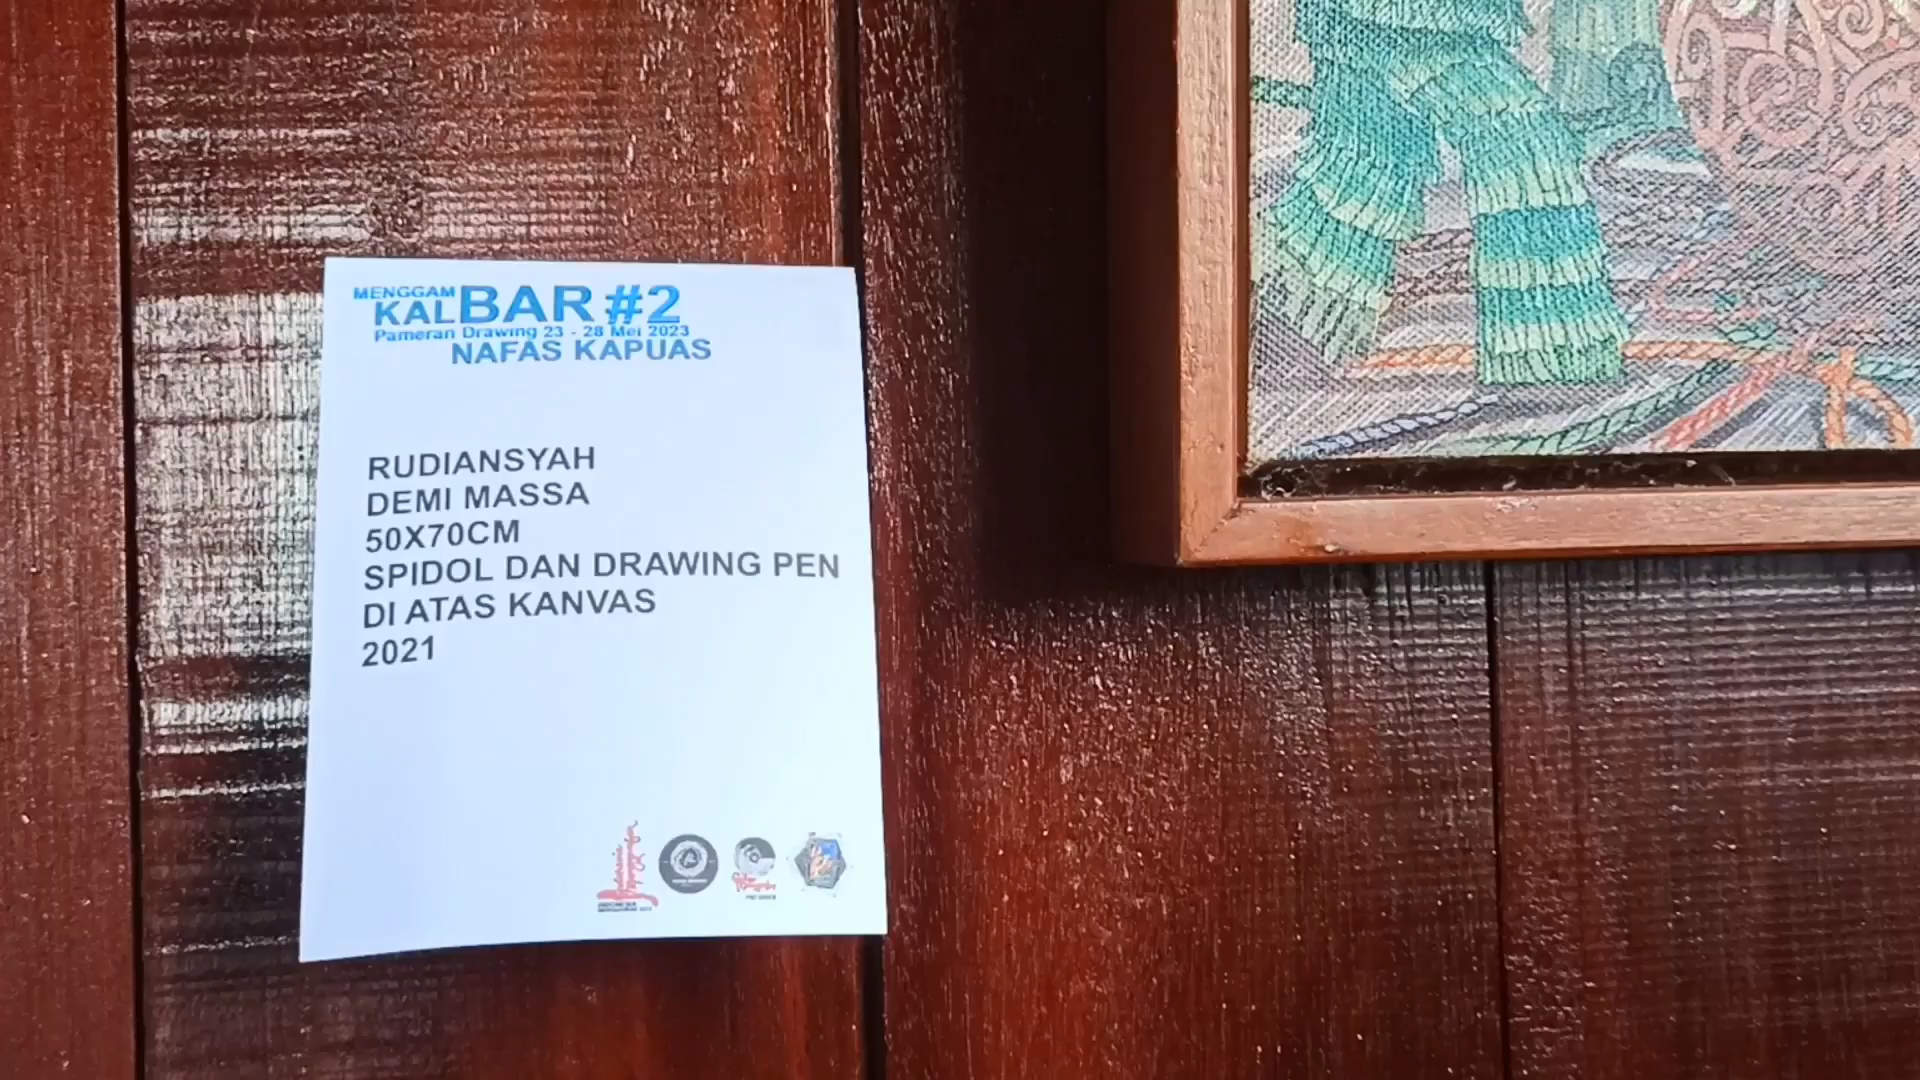 MENGGAM
KALBAR #2
Pameran Drawing 23 - 28 Mei 2023
NAFAS KAPUAS
RUDIANSYAH
DEMI MASSA
50X70CM
SPIDOL DAN DRAWING PEN
DI ATAS KANVAS
2021